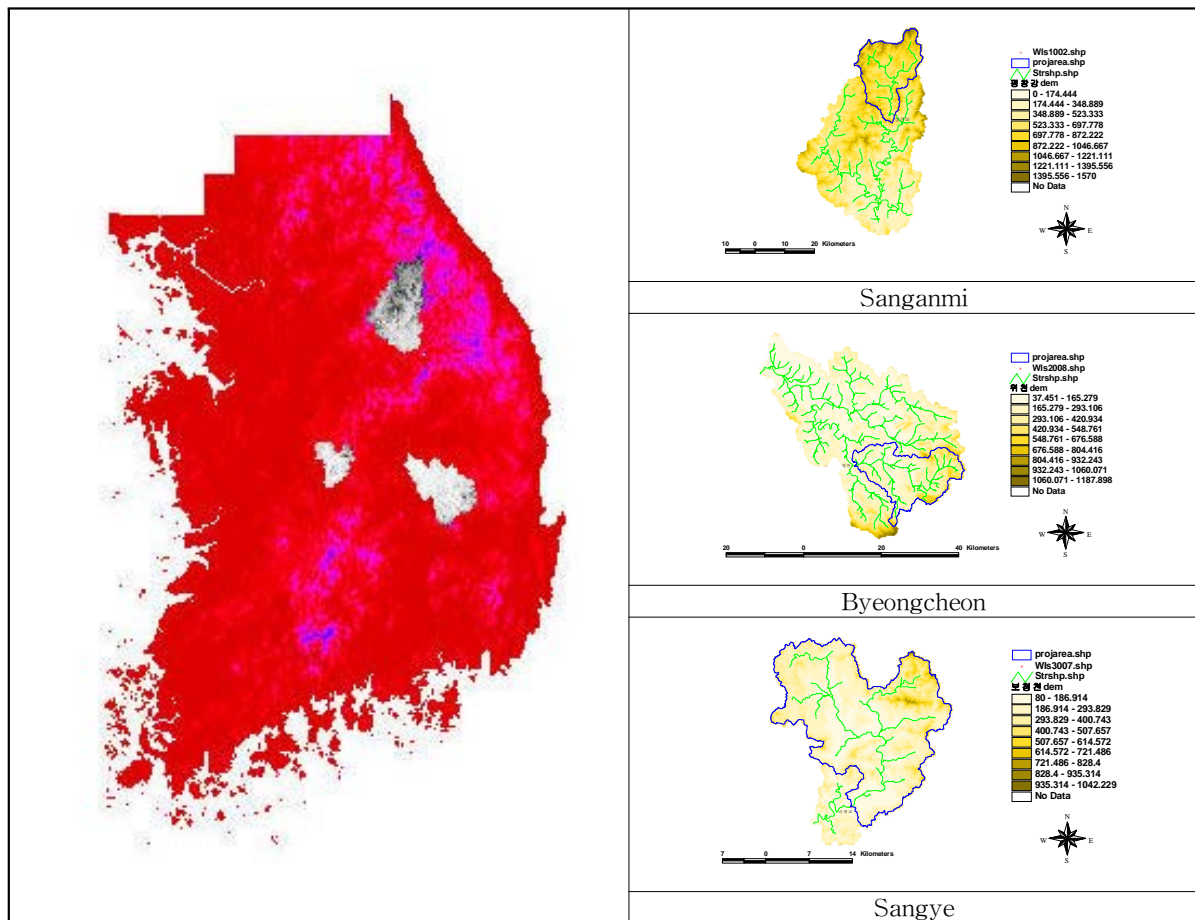 Wls1002.shp
projarea.shp
Strshp.shp
평창강 dem
0 - 174.444
174.444 - 348.889
348.889 - 523.333
523.333 - 697.778
697.778 - 872.222
872.222 - 1046.667
1046.667 - 1221.111
1221.111 - 1395.556
1395.556 - 1570
No Data
N
W E
S
10 0 10 20 Kilometers
Sanganmi
projarea.shp
Wls2008.shp
Strshp.shp
위천 dem
37.451 - 165.279
165.279 - 293.106
293.106 - 420.934
420.934 - 548.761
548.761 - 676.588
676.588 - 804.416
804.416 - 932.243
932.243 - 1060.071
1060.071 - 1187.898
No Data
N
W E
S
20 0 20 40 Kilometers
Byeongcheon
projarea.shp
Wls3007.shp
Strshp.shp
보청천 dem
80 - 186.914
186.914 - 293.829
293.829 - 400.743
400.743 - 507.657
507.657 - 614.572
614.572 - 721.486
721.486 - 828.4
828.4 - 935.314
935.314 - 1042.229
No Data
N
W E
S
7 0 7 14 Kilometers
Sangye